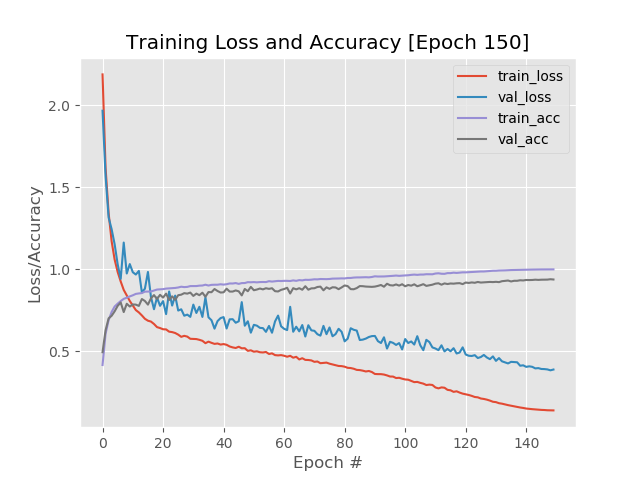 Training Loss and Accuracy [Epoch 150]
train_loss
val_loss
train_acc
val_acc
Loss/Accuracy
2.0
1.5
1.0
0.5
0
20
40
60
80
100
120
140
Epoch #